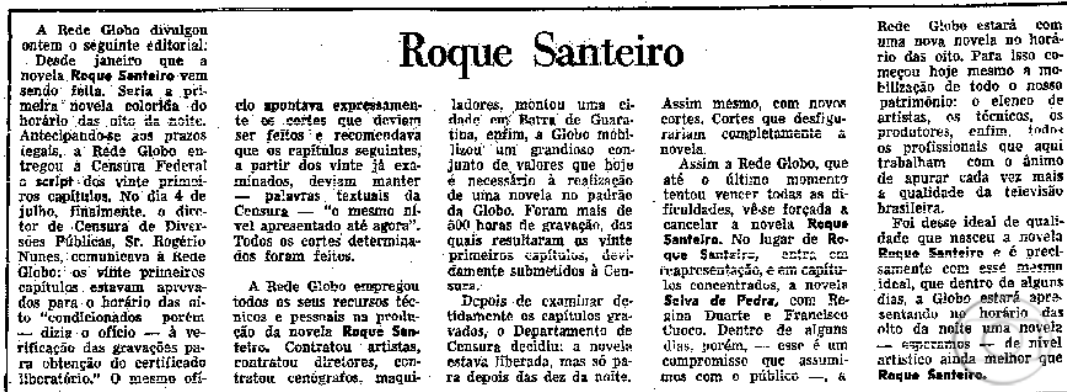 Roque Santeiro
A Rede Globo divulgou
ontem o seguinte editorial:
Desde janeiro que a
novela Roque Santeiro vem
sendo feita. Seria a pri-
meira novela colorida do
horário das oito da noite.
Antecipando-se aos prazos
legais, a Rede Globo en-
tregou à Censura Federal
o script dos vinte primei-
ros capítulos. No dia 4 de
julho, finalmente, o dire-
tor de Censura de Diver-
sões Públicas, Sr. Rogério
Nunes, comunicava à Rede
Globo: os vinte primeiros
capítulos estavam aprova-
dos para o horário das oi-
to "condicionados porém
— dizia o ofício — à ve-
rificação das gravações pa-
ra obtenção do certificado
liberatório." O mesmo ofí-
cio apontava expressamen-
te os cortes que deviam
ser feitos e recomendava
que os capítulos seguintes,
a partir dos vinte já exa-
minados, deviam manter
— palavras textuais da
Censura — "o mesmo ní-
vel apresentado até agora".
Todos os cortes determina-
dos foram feitos.
A Rede Globo empregou
todos os seus recursos téc-
nicos e pessoais na produ-
ção da novela Roque San-
teiro. Contratou artistas,
contratou diretores, con-
tratou cenógrafos, maqui-
ladores, montou uma ci-
dade em Barra de Guara-
tiba, enfim, a Globo mobi-
lizou um grandioso con-
junto de valores que hoje
é necessário à realização
de uma novela no padrão
da Globo. Foram mais de
500 horas de gravação, das
quais resultaram os vinte
primeiros capítulos, devi-
damente submetidos à Cen-
sura.
Depois de examinar de-
tidamente os capítulos gra-
vados, o Departamento de
Censura decidiu: a novela
estava liberada, mas só pa-
ra depois das dez da noite.
Assim mesmo, com novos
cortes. Cortes que desfigu-
rariam completamente a
novela.
Assim a Rede Globo, que
até o último momento
tentou vencer todas as di-
ficuldades, vê-se forçada a
cancelar a novela Roque
Santeiro. No lugar de Ro-
que Santeiro, entra em
reapresentação, e em capítu-
los concentrados, a novela
Selva de Pedra, com Re-
gina Duarte e Francisco
Cuoco. Dentro de alguns
dias, porém, — esse é um
compromisso que assumi-
mos com o público —, a
Rede Globo estará com
uma nova novela no horá-
rio das oito. Para isso co-
meçou hoje mesmo a mo-
bilização de todo o nosso
patrimônio: o elenco de
artistas, os técnicos, os
produtores, enfim, todos
os profissionais que aqui
trabalham com o ânimo
de apurar cada vez mais
a qualidade da televisão
brasileira.
Foi desse ideal de quali-
dade que nasceu a novela
Roque Santeiro e é preci-
samente com esse mesmo
ideal, que dentro de alguns
dias, a Globo estará apre-
sentando no horário das
oito da noite uma novela
— esperamos — de nível
artístico ainda melhor que
Roque Santeiro.